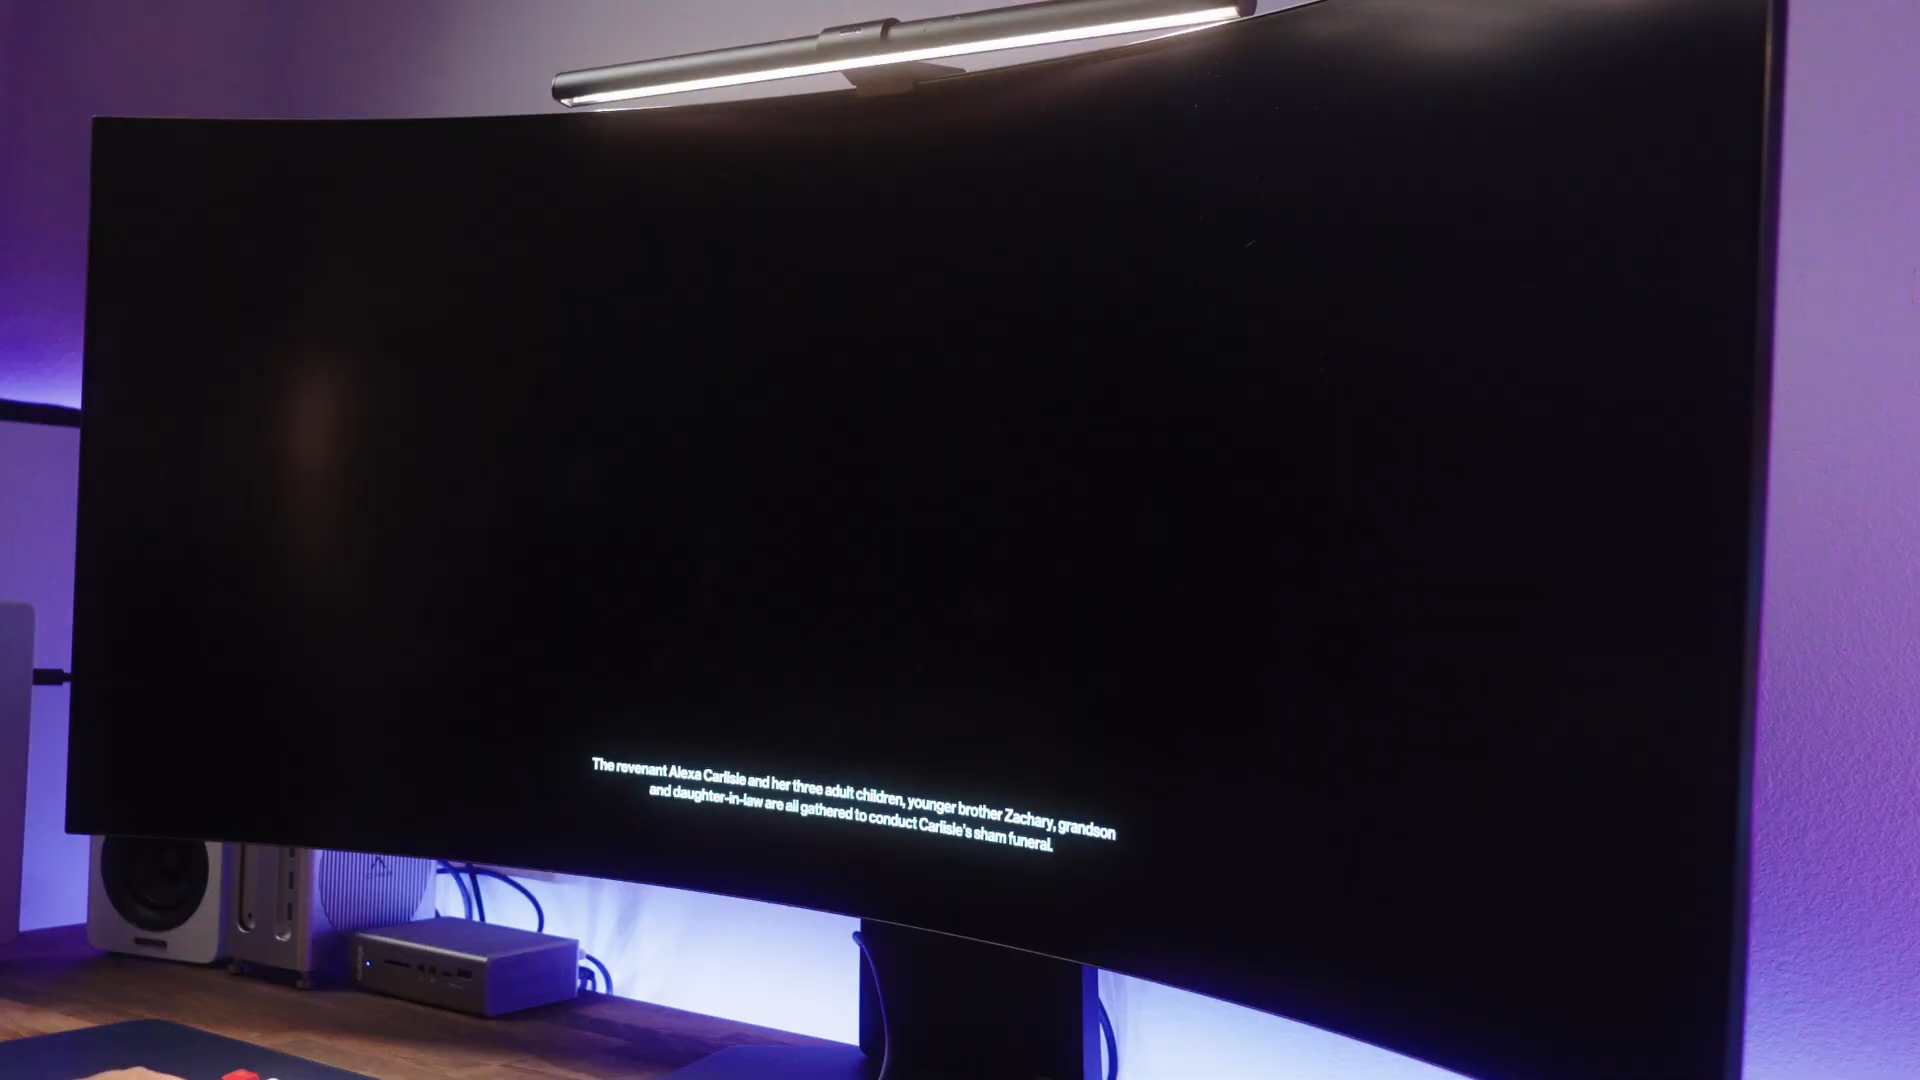 The revenant Alexa Carlisle and her three adult children, younger brother Zachary, grandson
and daughter-in-law are all gathered to conduct Carlisle's sham funeral.